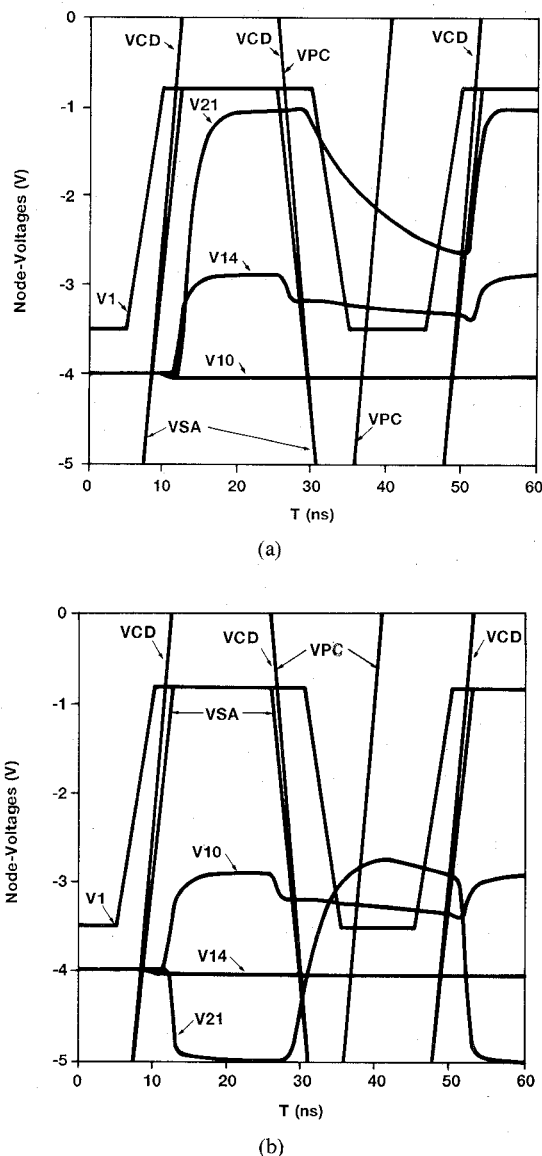 0
-1
-2
-3
-4
-5
Node-Voltages (V)
VCD
VCD
VPC
VCD
V21
V14
V1
V10
VSA
VPC
0 10 20 30 40 50 60
T (ns)
(a)
0
-1
-2
-3
-4
-5
Node-Voltages (V)
VCD
VCD
VPC
VCD
VSA
V10
V1
V14
V21
0 10 20 30 40 50 60
T (ns)
(b)